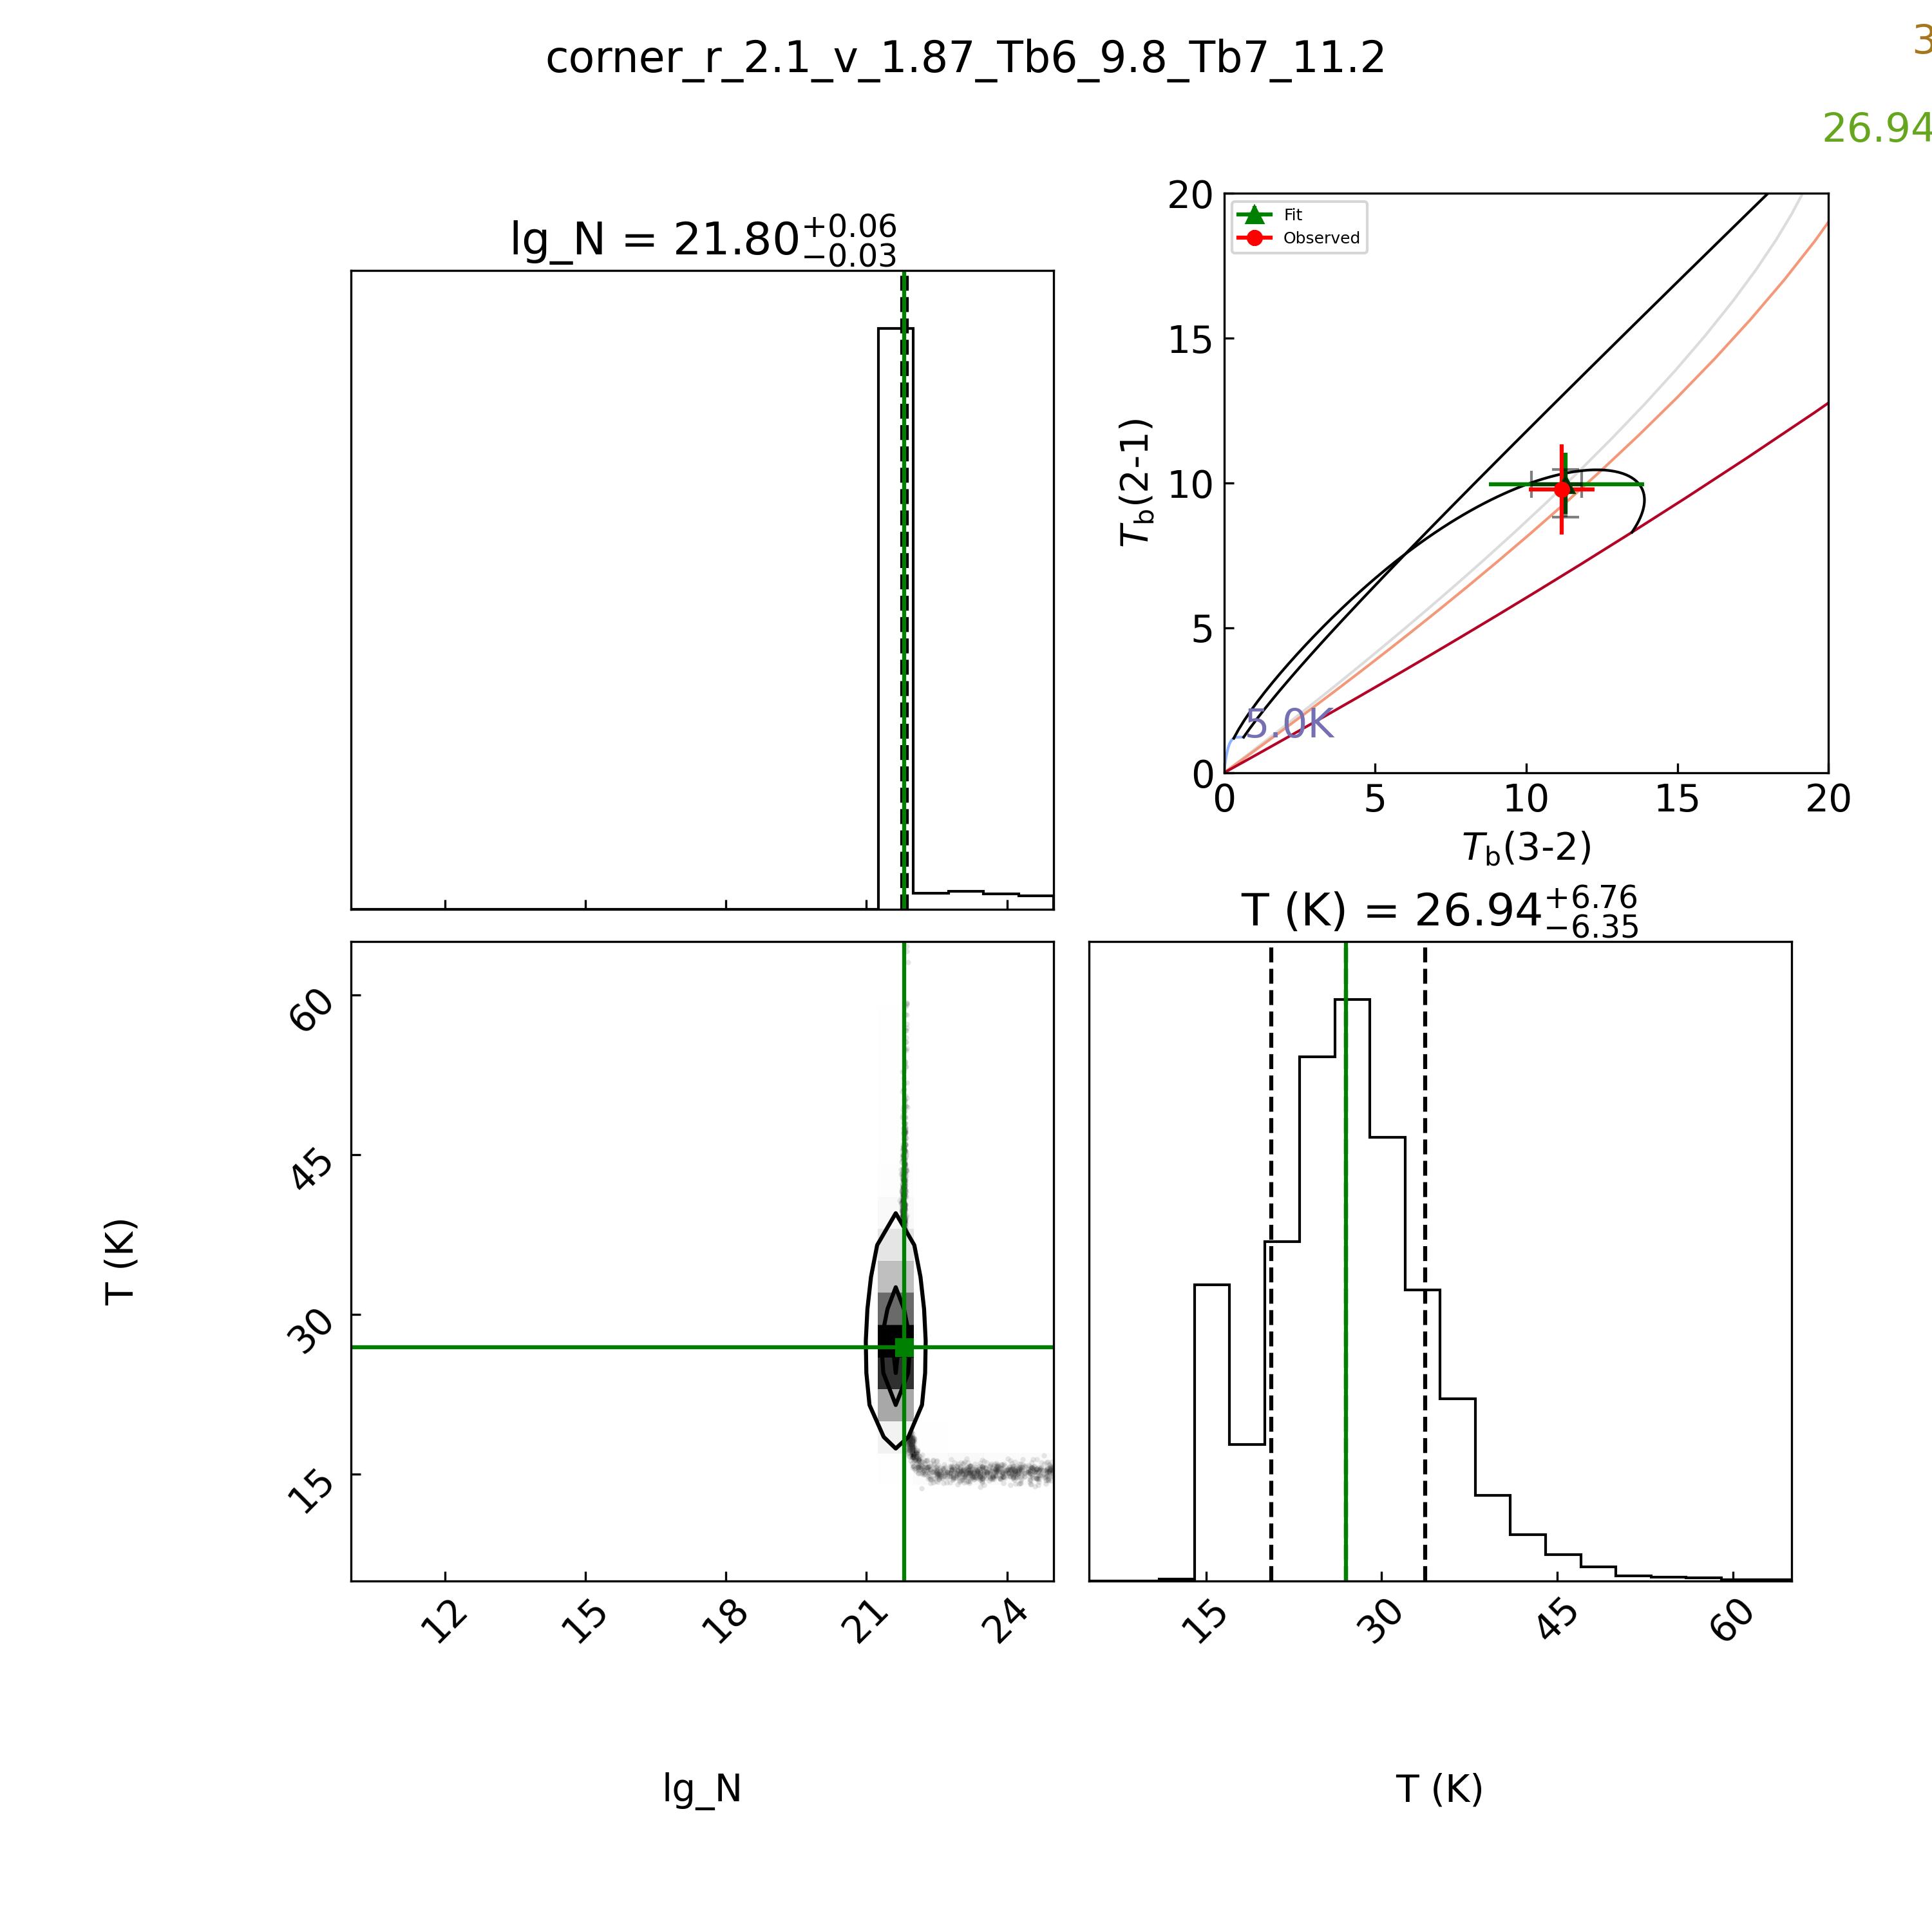 corner_r_2.1_v_1.87_Tb6_9.8_Tb7_11.2
3
26.94
lg_N = 21.80 +0.06 −0.03
20
15
10
5
0
Fit
Observed
5.0K
T_b(2-1)
0 5 10 15 20
T_b(3-2)
T (K) = 26.94 +6.76 −6.35
60
45
30
15
T (K)
12 15 18 21 24
15 30 45 60
lg_N
T (K)